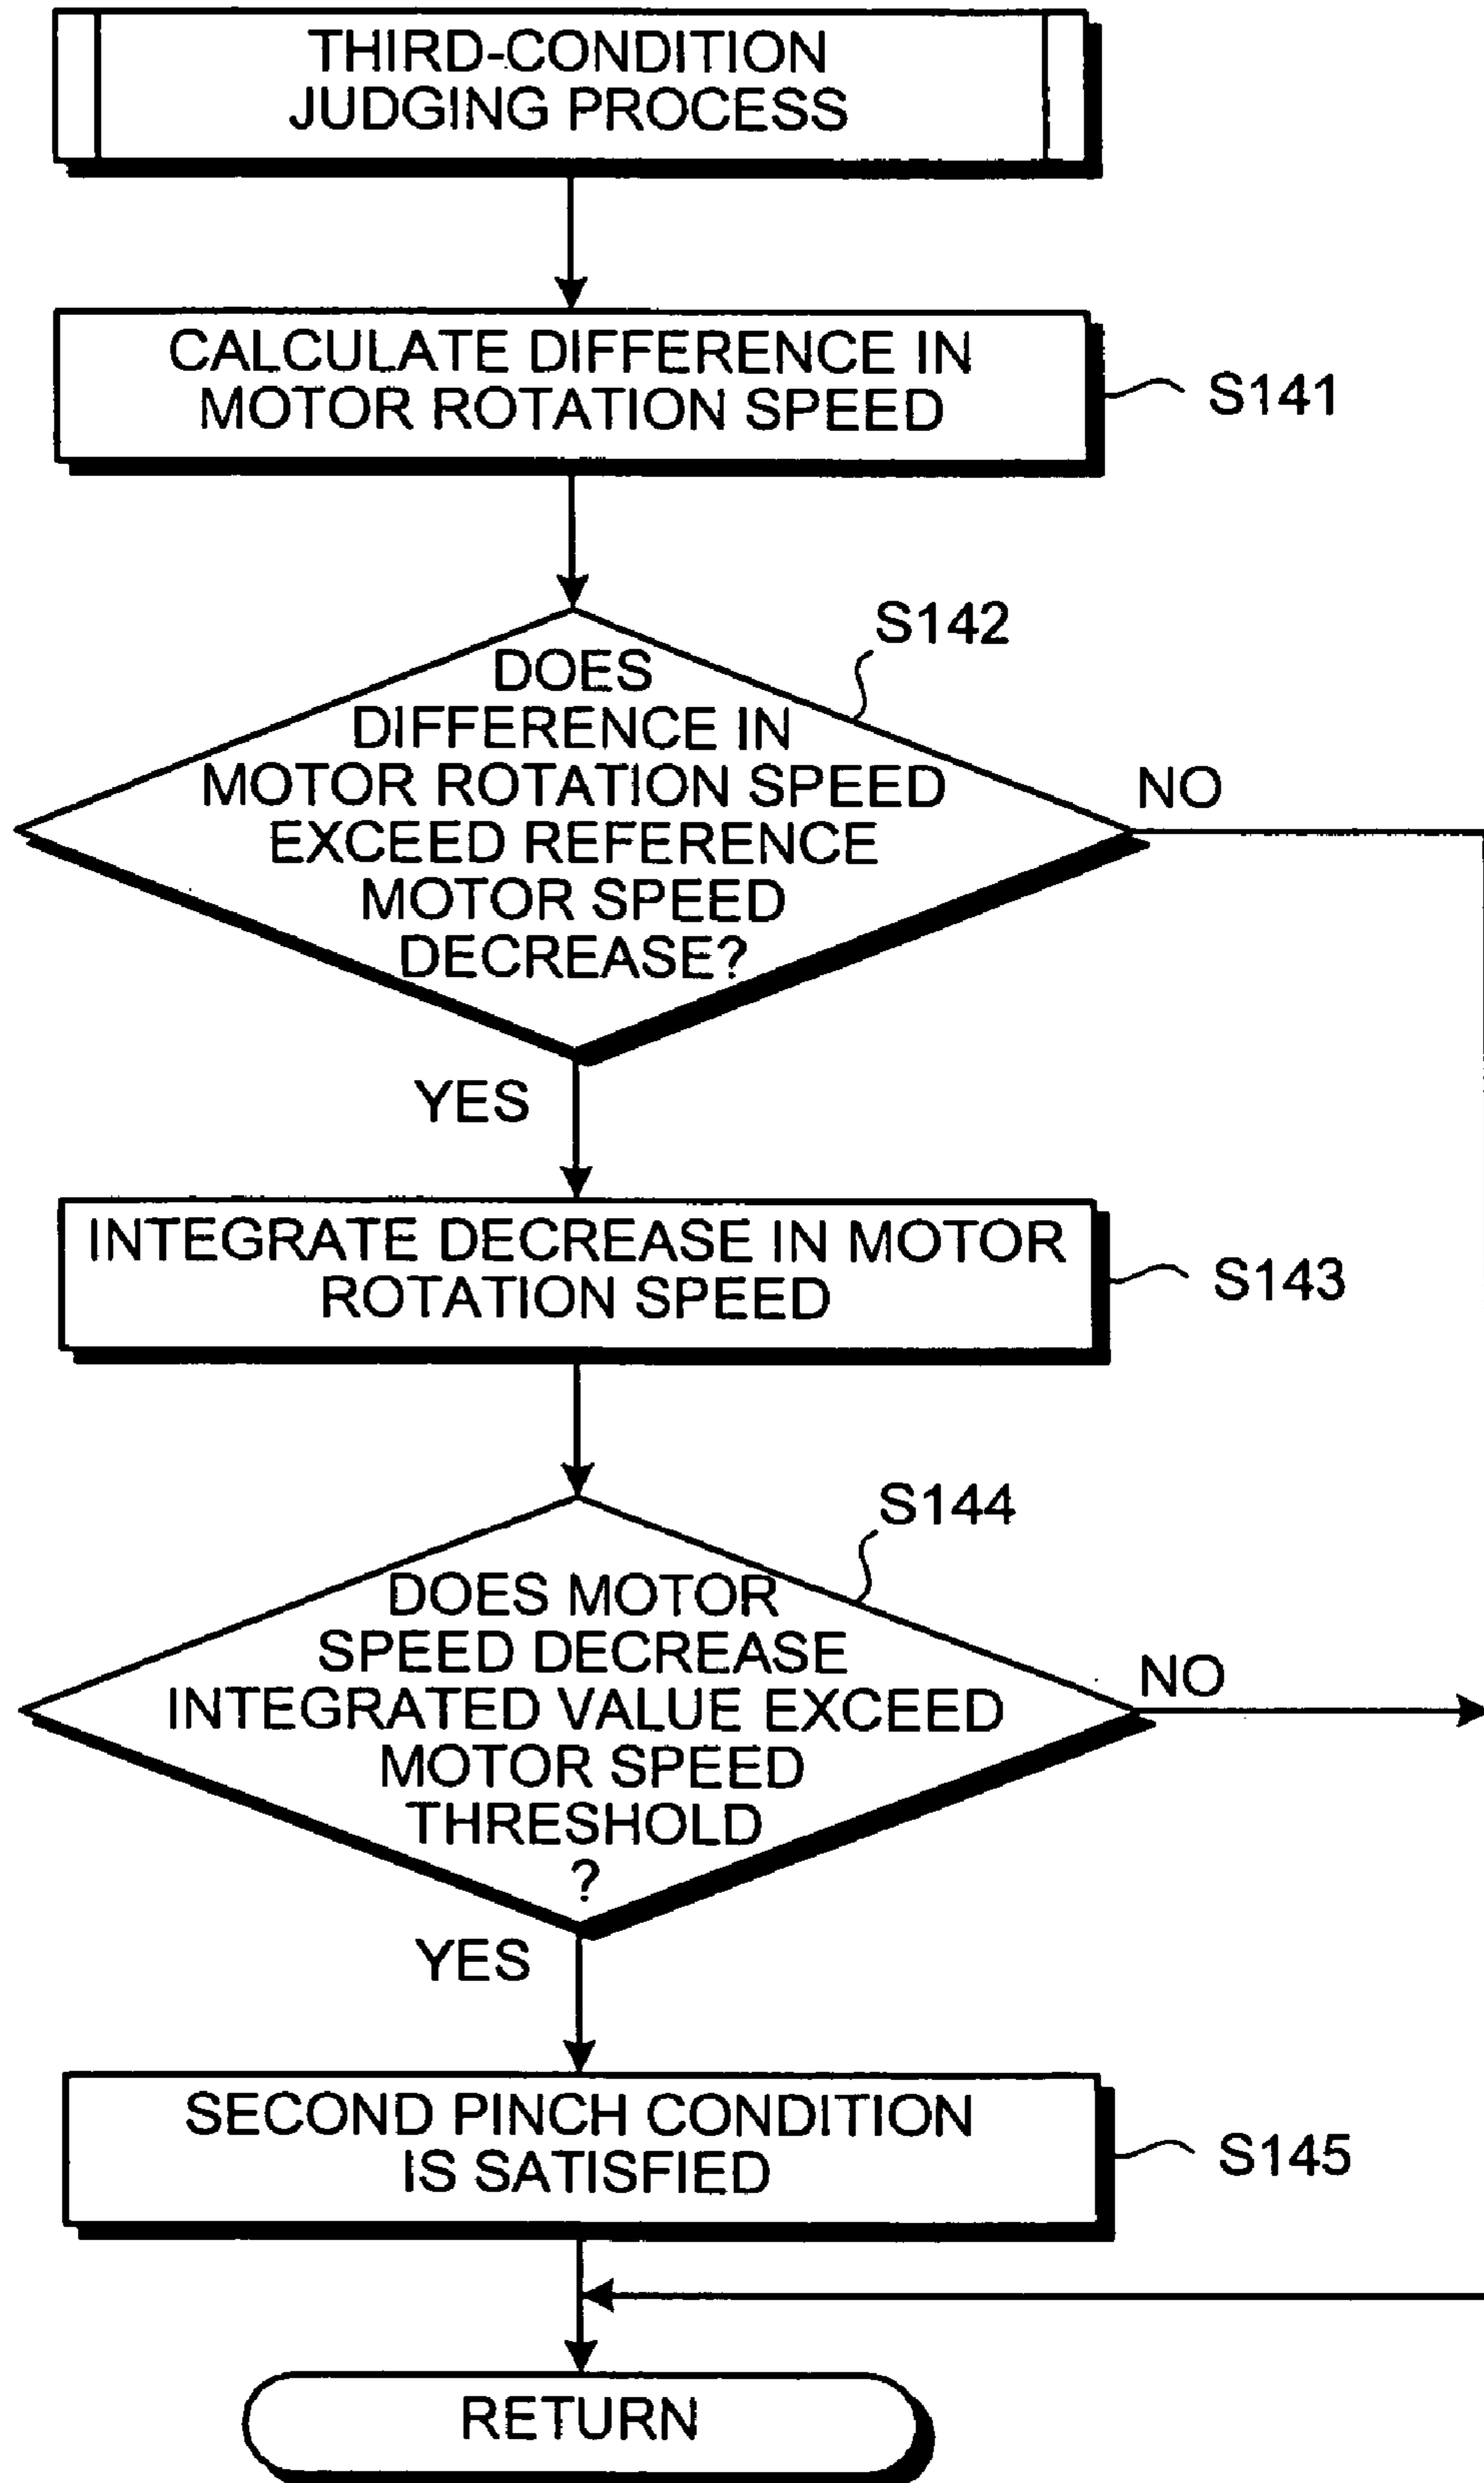 THIRD-CONDITION
JUDGING PROCESS
CALCULATE DIFFERENCE IN
MOTOR ROTATION SPEED
S141
S142
DOES
DIFFERENCE IN
MOTOR ROTATION SPEED
EXCEED REFERENCE
MOTOR SPEED
DECREASE?
NO
YES
INTEGRATE DECREASE IN MOTOR
ROTATION SPEED
S143
S144
DOES MOTOR
SPEED DECREASE
INTEGRATED VALUE EXCEED
MOTOR SPEED
THRESHOLD
?
NO
YES
SECOND PINCH CONDITION
IS SATISFIED
S145
RETURN